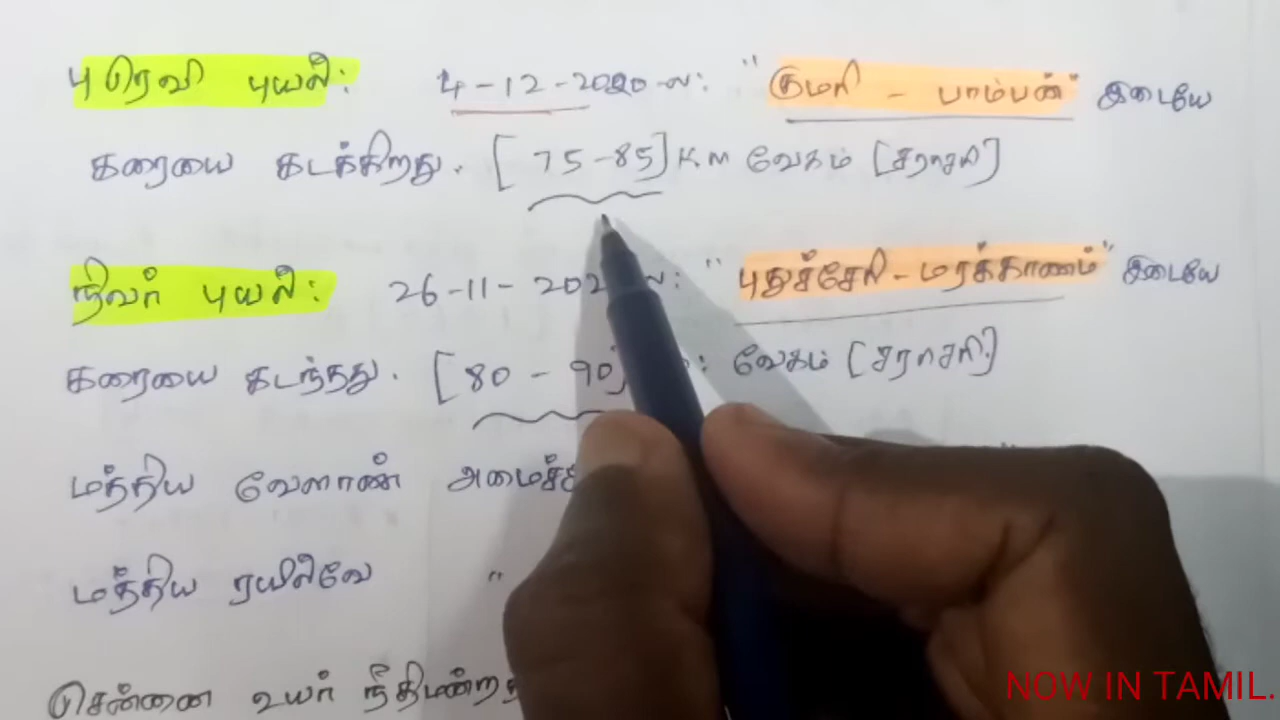 புரெவி புயல்: 4-12-2020-ல: "குமரி - பாம்பன்" இடையே
கரையை கடக்கிறது. [75-85] KM வேகம் [சராசரி]
நிவர் புயல்: 26-11-202 ல: "புதுச்சேரி-மரக்காணம்" இடையே
கரையை கடந்தது. [80 - 90] வேகம் [சராசரி]
மத்திய வேளாண்
மத்திய ரயில்வே "
சென்னை உயர்
NOW IN TAMIL.